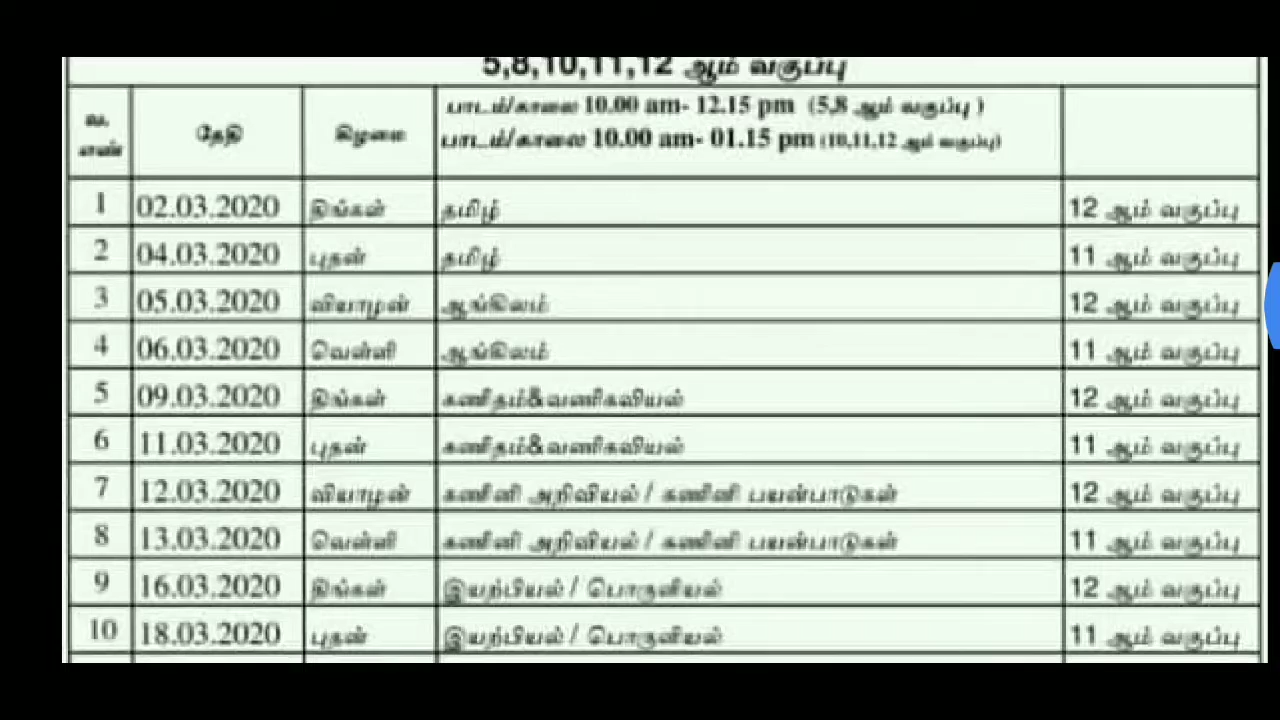 5,8,10,11,12 ஆம் வகுப்பு
வ. எண்
தேதி
கிழமை
பாடம்/காலை 10.00 am- 12.15 pm (5,8 ஆம் வகுப்பு )
பாடம்/காலை 10.00 am- 01.15 pm (10,11,12 ஆம் வகுப்பு)
1 02.03.2020 திங்கள் தமிழ் 12 ஆம் வகுப்பு
2 04.03.2020 புதன் தமிழ் 11 ஆம் வகுப்பு
3 05.03.2020 வியாழன் ஆங்கிலம் 12 ஆம் வகுப்பு
4 06.03.2020 வெள்ளி ஆங்கிலம் 11 ஆம் வகுப்பு
5 09.03.2020 திங்கள் கணிதம்&வணிகவியல் 12 ஆம் வகுப்பு
6 11.03.2020 புதன் கணிதம்&வணிகவியல் 11 ஆம் வகுப்பு
7 12.03.2020 வியாழன் கணினி அறிவியல் / கணினி பயன்பாடுகள் 12 ஆம் வகுப்பு
8 13.03.2020 வெள்ளி கணினி அறிவியல் / கணினி பயன்பாடுகள் 11 ஆம் வகுப்பு
9 16.03.2020 திங்கள் இயற்பியல் / பொருளியல் 12 ஆம் வகுப்பு
10 18.03.2020 புதன் இயற்பியல் / பொருளியல் 11 ஆம் வகுப்பு